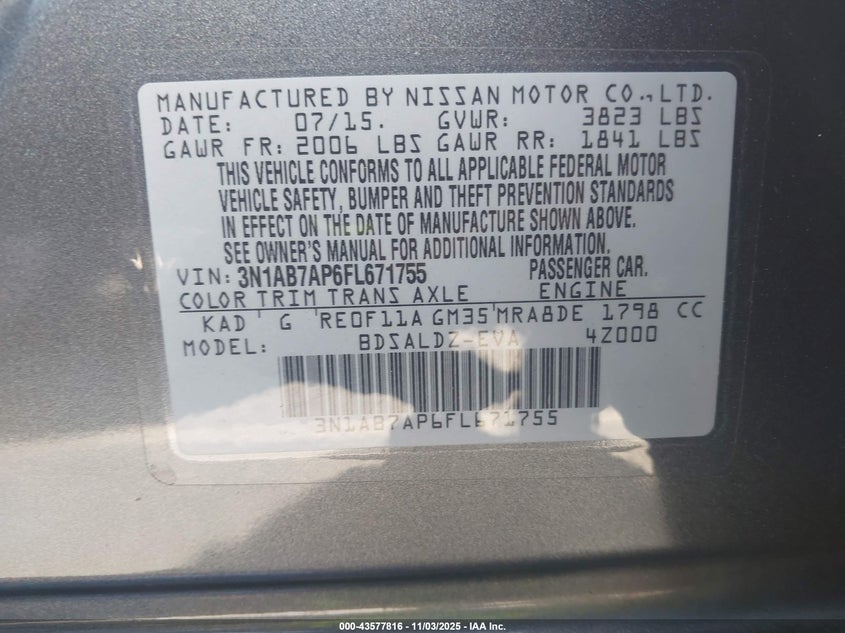 MANUFACTURED BY NISSAN MOTOR CO., LTD.
DATE: 07/15. GVWR: 3823 LBS
GAWR FR: 2006 LBS GAWR RR: 1841 LBS
THIS VEHICLE CONFORMS TO ALL APPLICABLE FEDERAL MOTOR
VEHICLE SAFETY, BUMPER AND THEFT PREVENTION STANDARDS
IN EFFECT ON THE DATE OF MANUFACTURE SHOWN ABOVE.
SEE OWNER'S MANUAL FOR ADDITIONAL INFORMATION.
VIN: 3N1AB7AP6FL671755 PASSENGER CAR.
COLOR TRIM TRANS AXLE ENGINE
KAD G RE0F11A GM35 MRA8DE 1798 CC
MODEL: BDSALDZ-EVA 4Z000
3N1AB7AP6FL671755
000-43577816 - 11/03/2025 - IAA Inc.